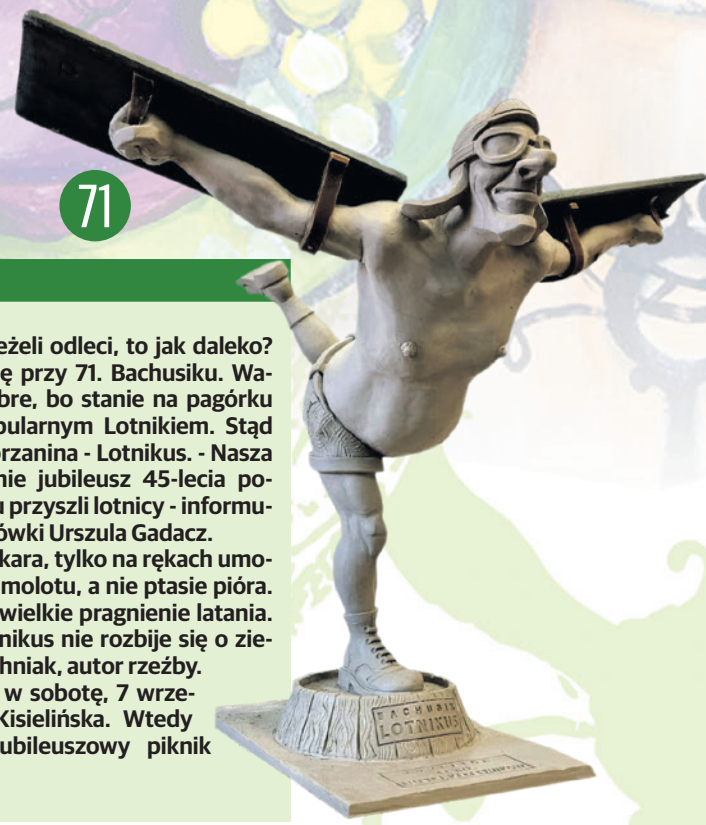 71
eżeli odleci, to jak daleko?
ę przy 71. Bachusiku. Wa-
bre, bo stanie na pagórku
pularnym Lotnikiem. Stąd
orzanina - Lotnikus. - Nasza
nie jubileusz 45-lecia po-
u przyszli lotnicy - informu-
ówki Urszula Gadacz.
kara, tylko na rękach umo-
molotu, a nie ptasie pióra.
wielkie pragnienie latania.
nikus nie rozbije się o zie-
hniak, autor rzeźby.
w sobotę, 7 wrze-
Kisielińska. Wtedy
jubileuszowy piknik
BACHUSIK
LOTNIKUS